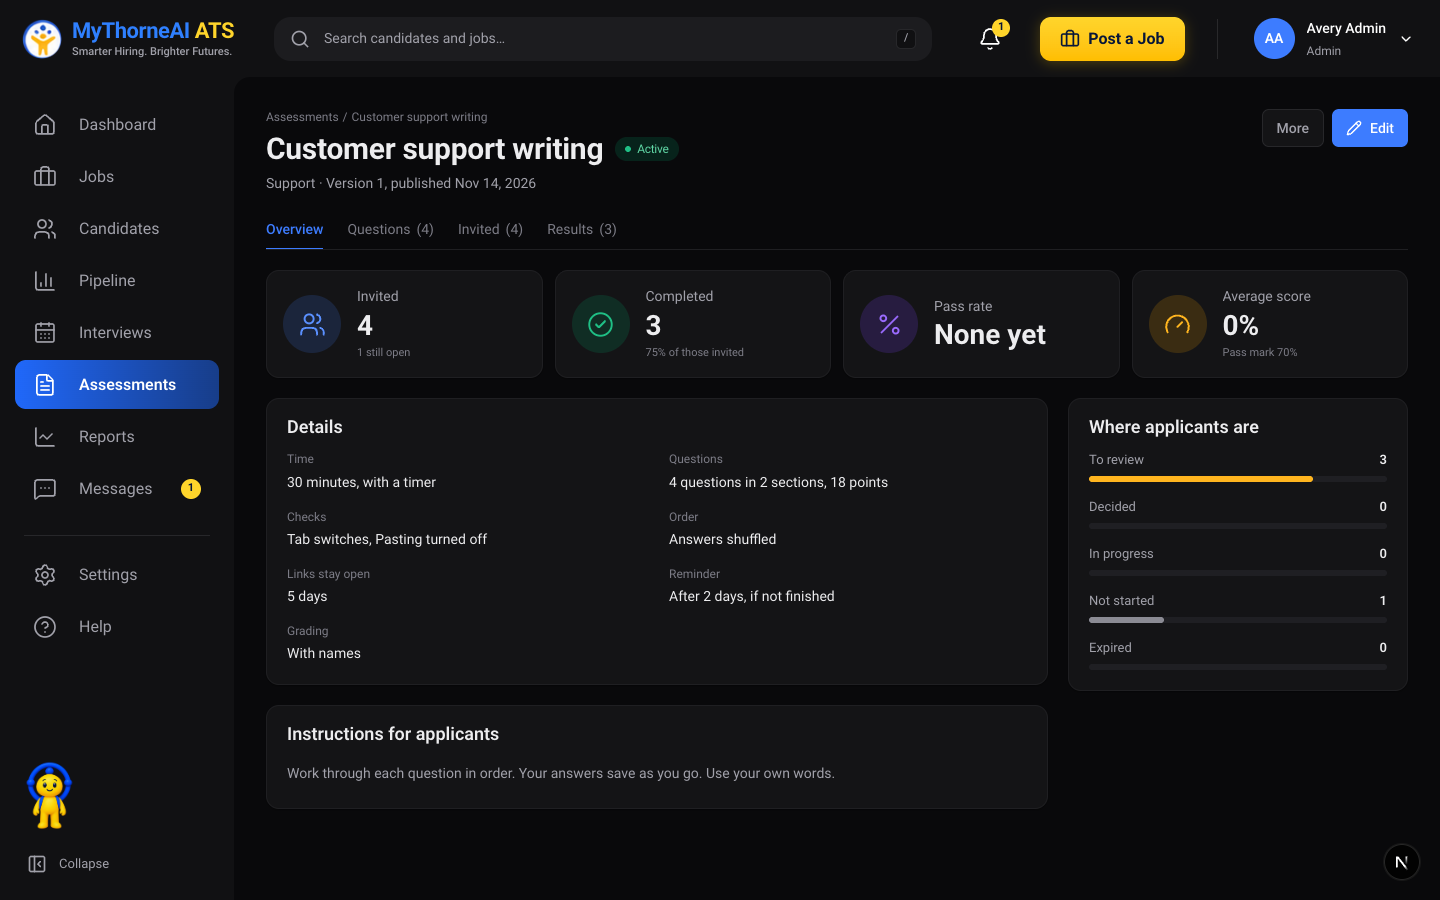 MyThorneAI ATS
Smarter Hiring. Brighter Futures.
Search candidates and jobs...
/
1
Post a Job
AA
Avery Admin
Admin
Dashboard
Jobs
Candidates
Pipeline
Interviews
Assessments
Reports
Messages
1
Settings
Help
Collapse
Assessments / Customer support writing
Customer support writing
Active
Support · Version 1, published Nov 14, 2026
More
Edit
Overview
Questions (4)
Invited (4)
Results (3)
Invited
4
1 still open
Completed
3
75% of those invited
Pass rate
None yet
Average score
0%
Pass mark 70%
Details
Time
30 minutes, with a timer
Questions
4 questions in 2 sections, 18 points
Checks
Tab switches, Pasting turned off
Order
Answers shuffled
Links stay open
5 days
Reminder
After 2 days, if not finished
Grading
With names
Where applicants are
To review 3
Decided 0
In progress 0
Not started 1
Expired 0
Instructions for applicants
Work through each question in order. Your answers save as you go. Use your own words.
N